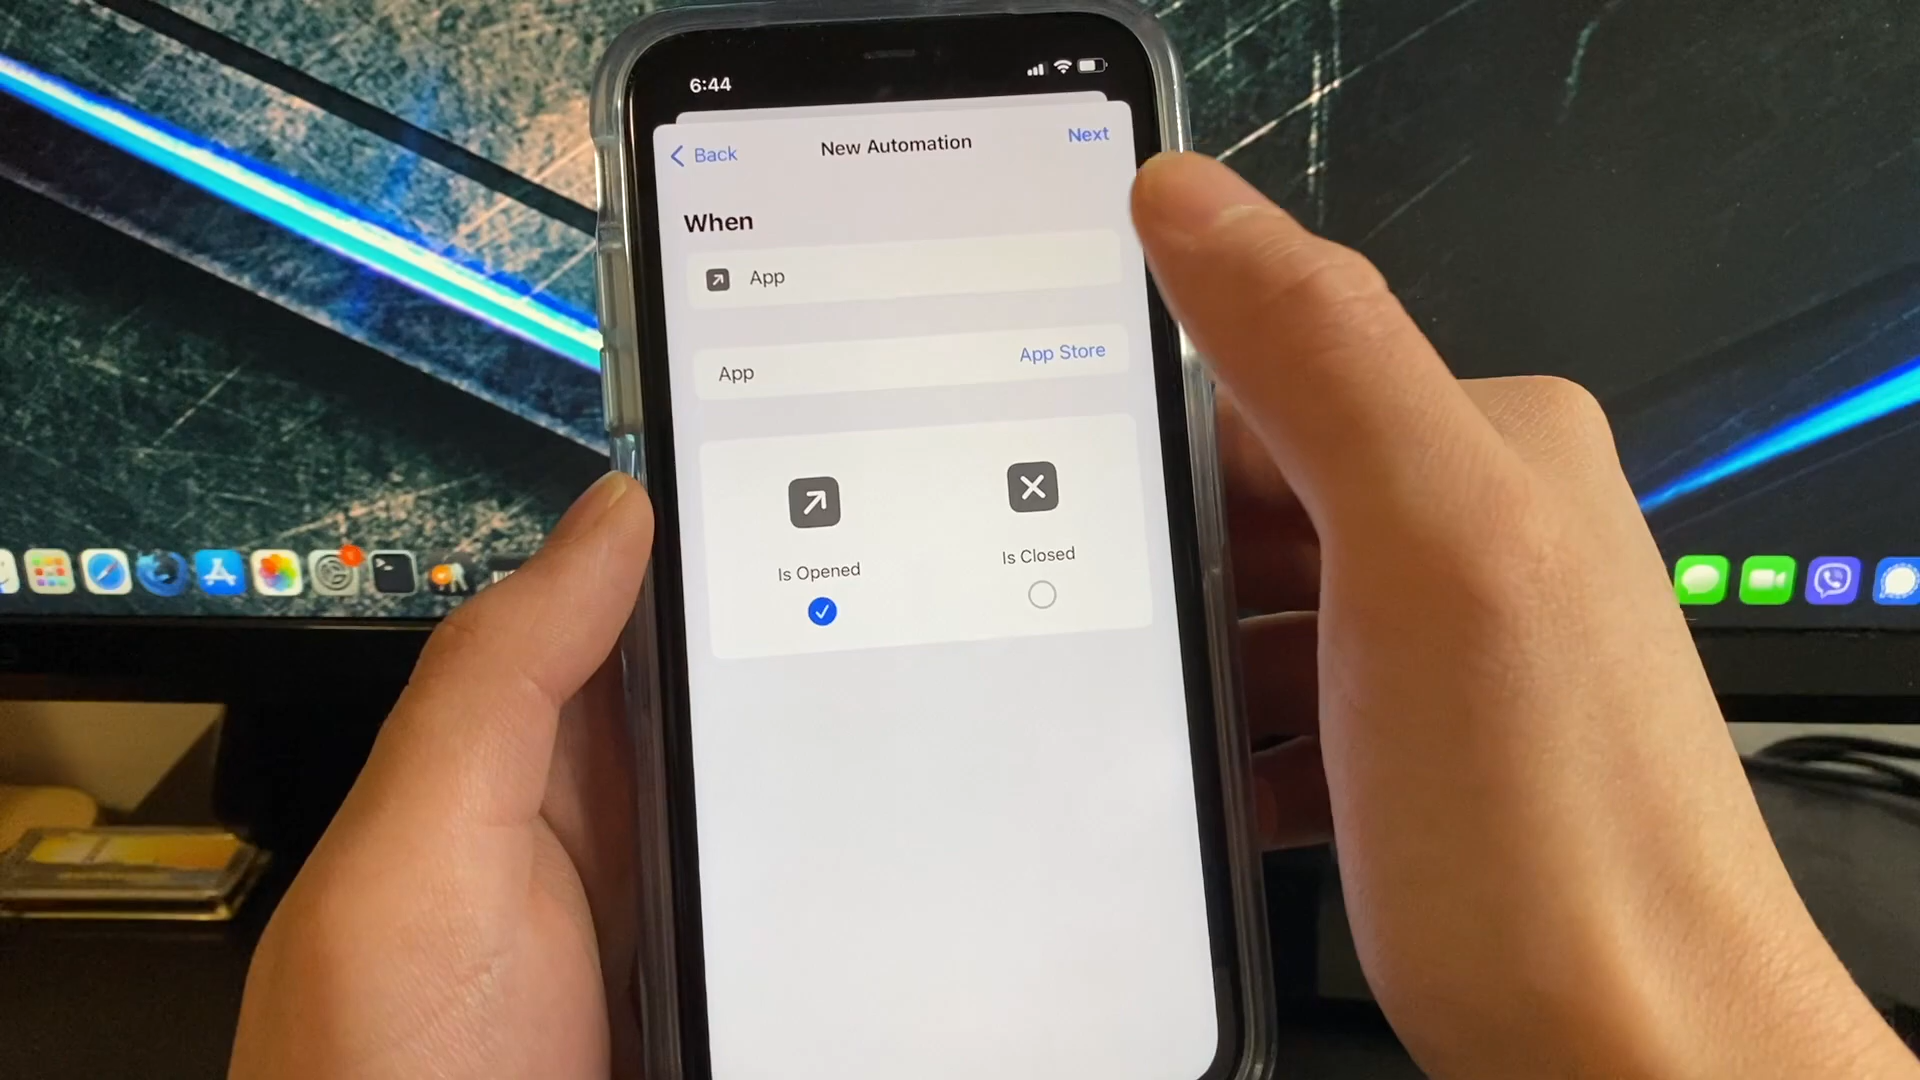 6:44
Back
New Automation
Next
When
App
App
App Store
Is Opened
Is Closed